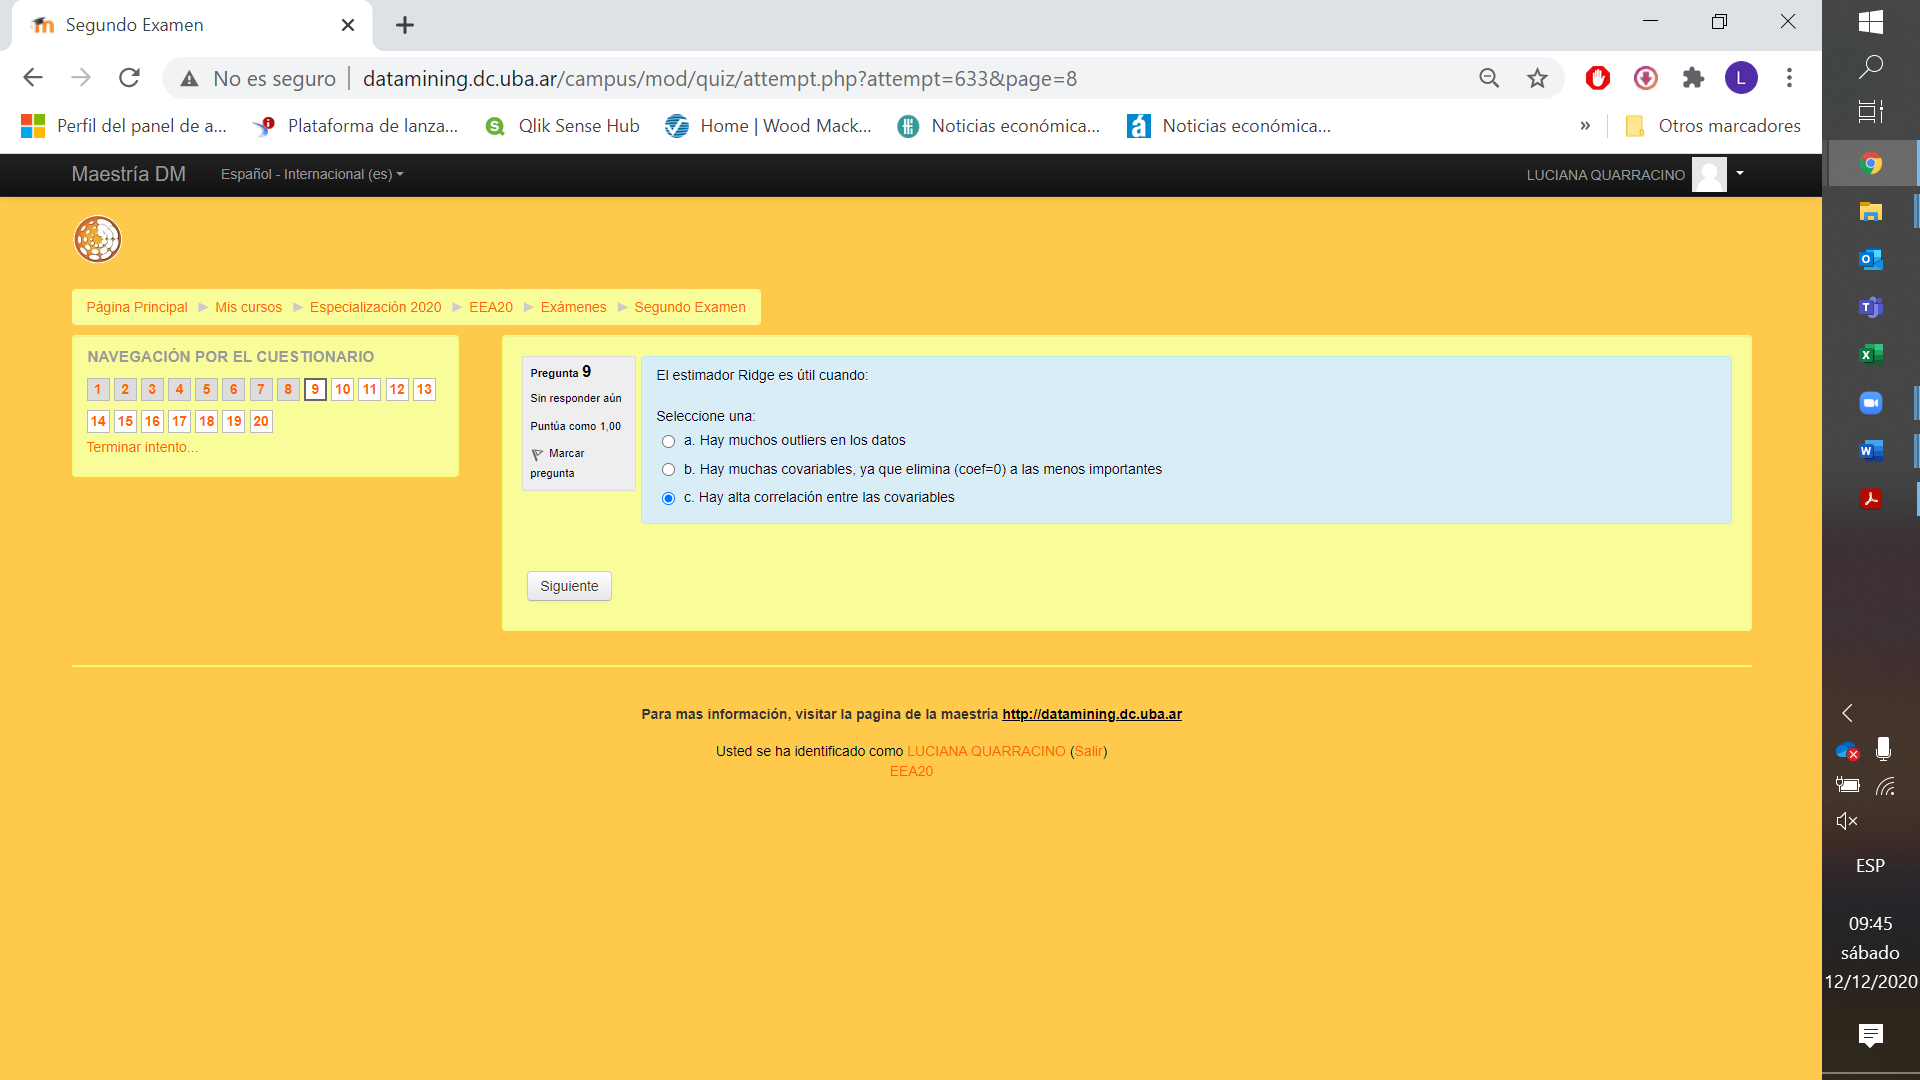 Segundo Examen
No es seguro
datamining.dc.uba.ar/campus/mod/quiz/attempt.php?attempt=633&page=8
L
Perfil del panel de a...
Plataforma de lanza...
Qlik Sense Hub
Home | Wood Mack...
Noticias económica...
Noticias económica...
»
Otros marcadores
Maestría DM
Español - Internacional (es)
LUCIANA QUARRACINO
Página Principal ► Mis cursos ► Especialización 2020 ► EEA20 ► Exámenes ► Segundo Examen
NAVEGACIÓN POR EL CUESTIONARIO
1 2 3 4 5 6 7 8 9 10 11 12 13
14 15 16 17 18 19 20
Terminar intento...
Pregunta 9
Sin responder aún
Puntúa como 1,00
Marcar
pregunta
El estimador Ridge es útil cuando:
Seleccione una:
a. Hay muchos outliers en los datos
b. Hay muchas covariables, ya que elimina (coef=0) a las menos importantes
c. Hay alta correlación entre las covariables
Siguiente
Para mas información, visitar la pagina de la maestría http://datamining.dc.uba.ar
Usted se ha identificado como LUCIANA QUARRACINO (Salir)
EEA20
ESP
09:45
sábado
12/12/2020